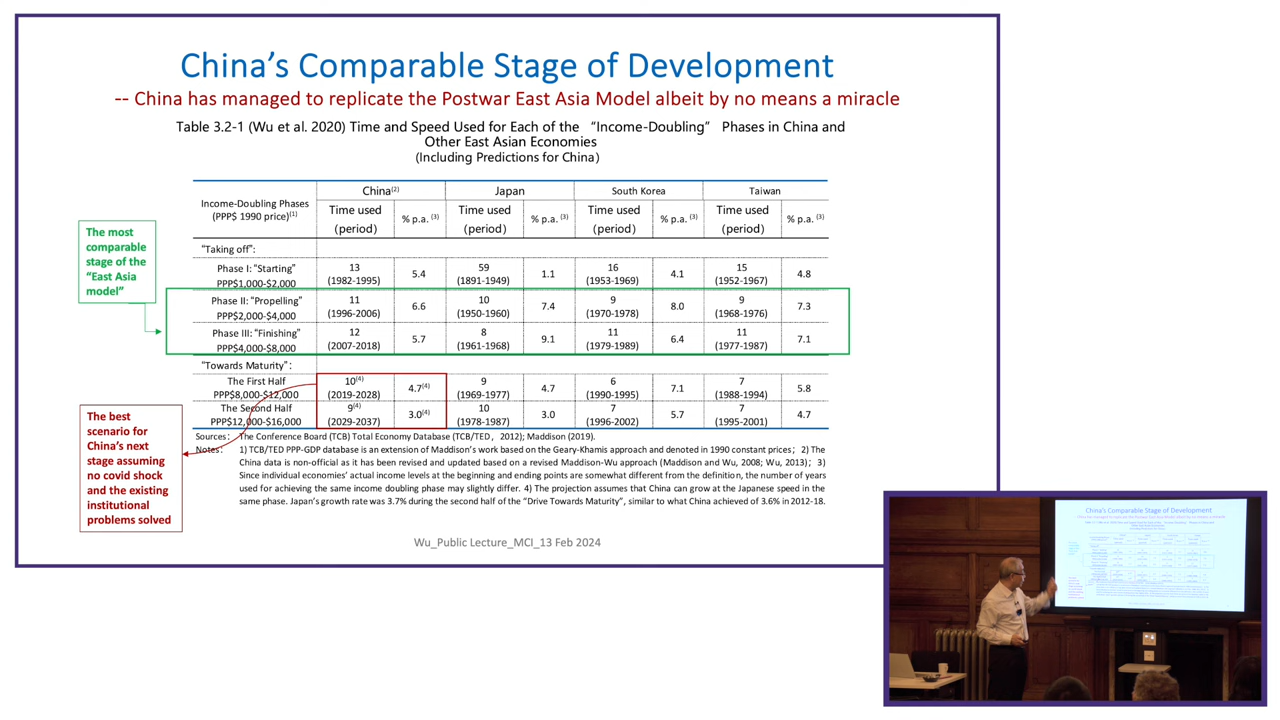 China's Comparable Stage of Development
-- China has managed to replicate the Postwar East Asia Model albeit by no means a miracle
Table 3.2-1 (Wu et al. 2020) Time and Speed Used for Each of the “Income-Doubling” Phases in China and
Other East Asian Economies
(Including Predictions for China)
Income-Doubling Phases
(PPP$ 1990 price)(1)
China(2) Japan South Korea Taiwan
Time used (period) % p.a. (3) Time used (period) % p.a. (3) Time used (period) % p.a. (3) Time used (period) % p.a. (3)
“Taking off”:
Phase I: “Starting” 13 5.4 59 1.1 16 4.1 15 4.8
PPP$1,000-$2,000 (1982-1995) (1891-1949) (1953-1969) (1952-1967)
Phase II: “Propelling” 11 6.6 10 7.4 9 8.0 9 7.3
PPP$2,000-$4,000 (1996-2006) (1950-1960) (1970-1978) (1968-1976)
Phase III: “Finishing” 12 5.7 8 9.1 11 6.4 11 7.1
PPP$4,000-$8,000 (2007-2018) (1961-1968) (1979-1989) (1977-1987)
“Towards Maturity”:
The First Half 10(4) 4.7(4) 9 4.7 6 7.1 7 5.8
PPP$8,000-$12,000 (2019-2028) (1969-1977) (1990-1995) (1988-1994)
The Second Half 9(4) 3.0(4) 10 3.0 7 5.7 7 4.7
PPP$12,000-$16,000 (2029-2037) (1978-1987) (1996-2002) (1995-2001)
Sources: The Conference Board (TCB) Total Economy Database (TCB/TED, 2012); Maddison (2019).
Notes: 1) TCB/TED PPP-GDP database is an extension of Maddison's work based on the Geary-Khamis approach and denoted in 1990 constant prices; 2) The
China data is non-official as it has been revised and updated based on a revised Maddison-Wu approach (Maddison and Wu, 2008; Wu, 2013); 3)
Since individual economies' actual income levels at the beginning and ending points are somewhat different from the definition, the number of years
used for achieving the same income doubling phase may slightly differ. 4) The projection assumes that China can grow at the Japanese speed in the
same phase. Japan's growth rate was 3.7% during the second half of the “Drive Towards Maturity”, similar to what China achieved of 3.6% in 2012-18.
The most
comparable
stage of the
“East Asia
model”
The best
scenario for
China's next
stage assuming
no covid shock
and the existing
institutional
problems solved
Wu_Public Lecture_MCI_13 Feb 2024
China's Comparable Stage of Development